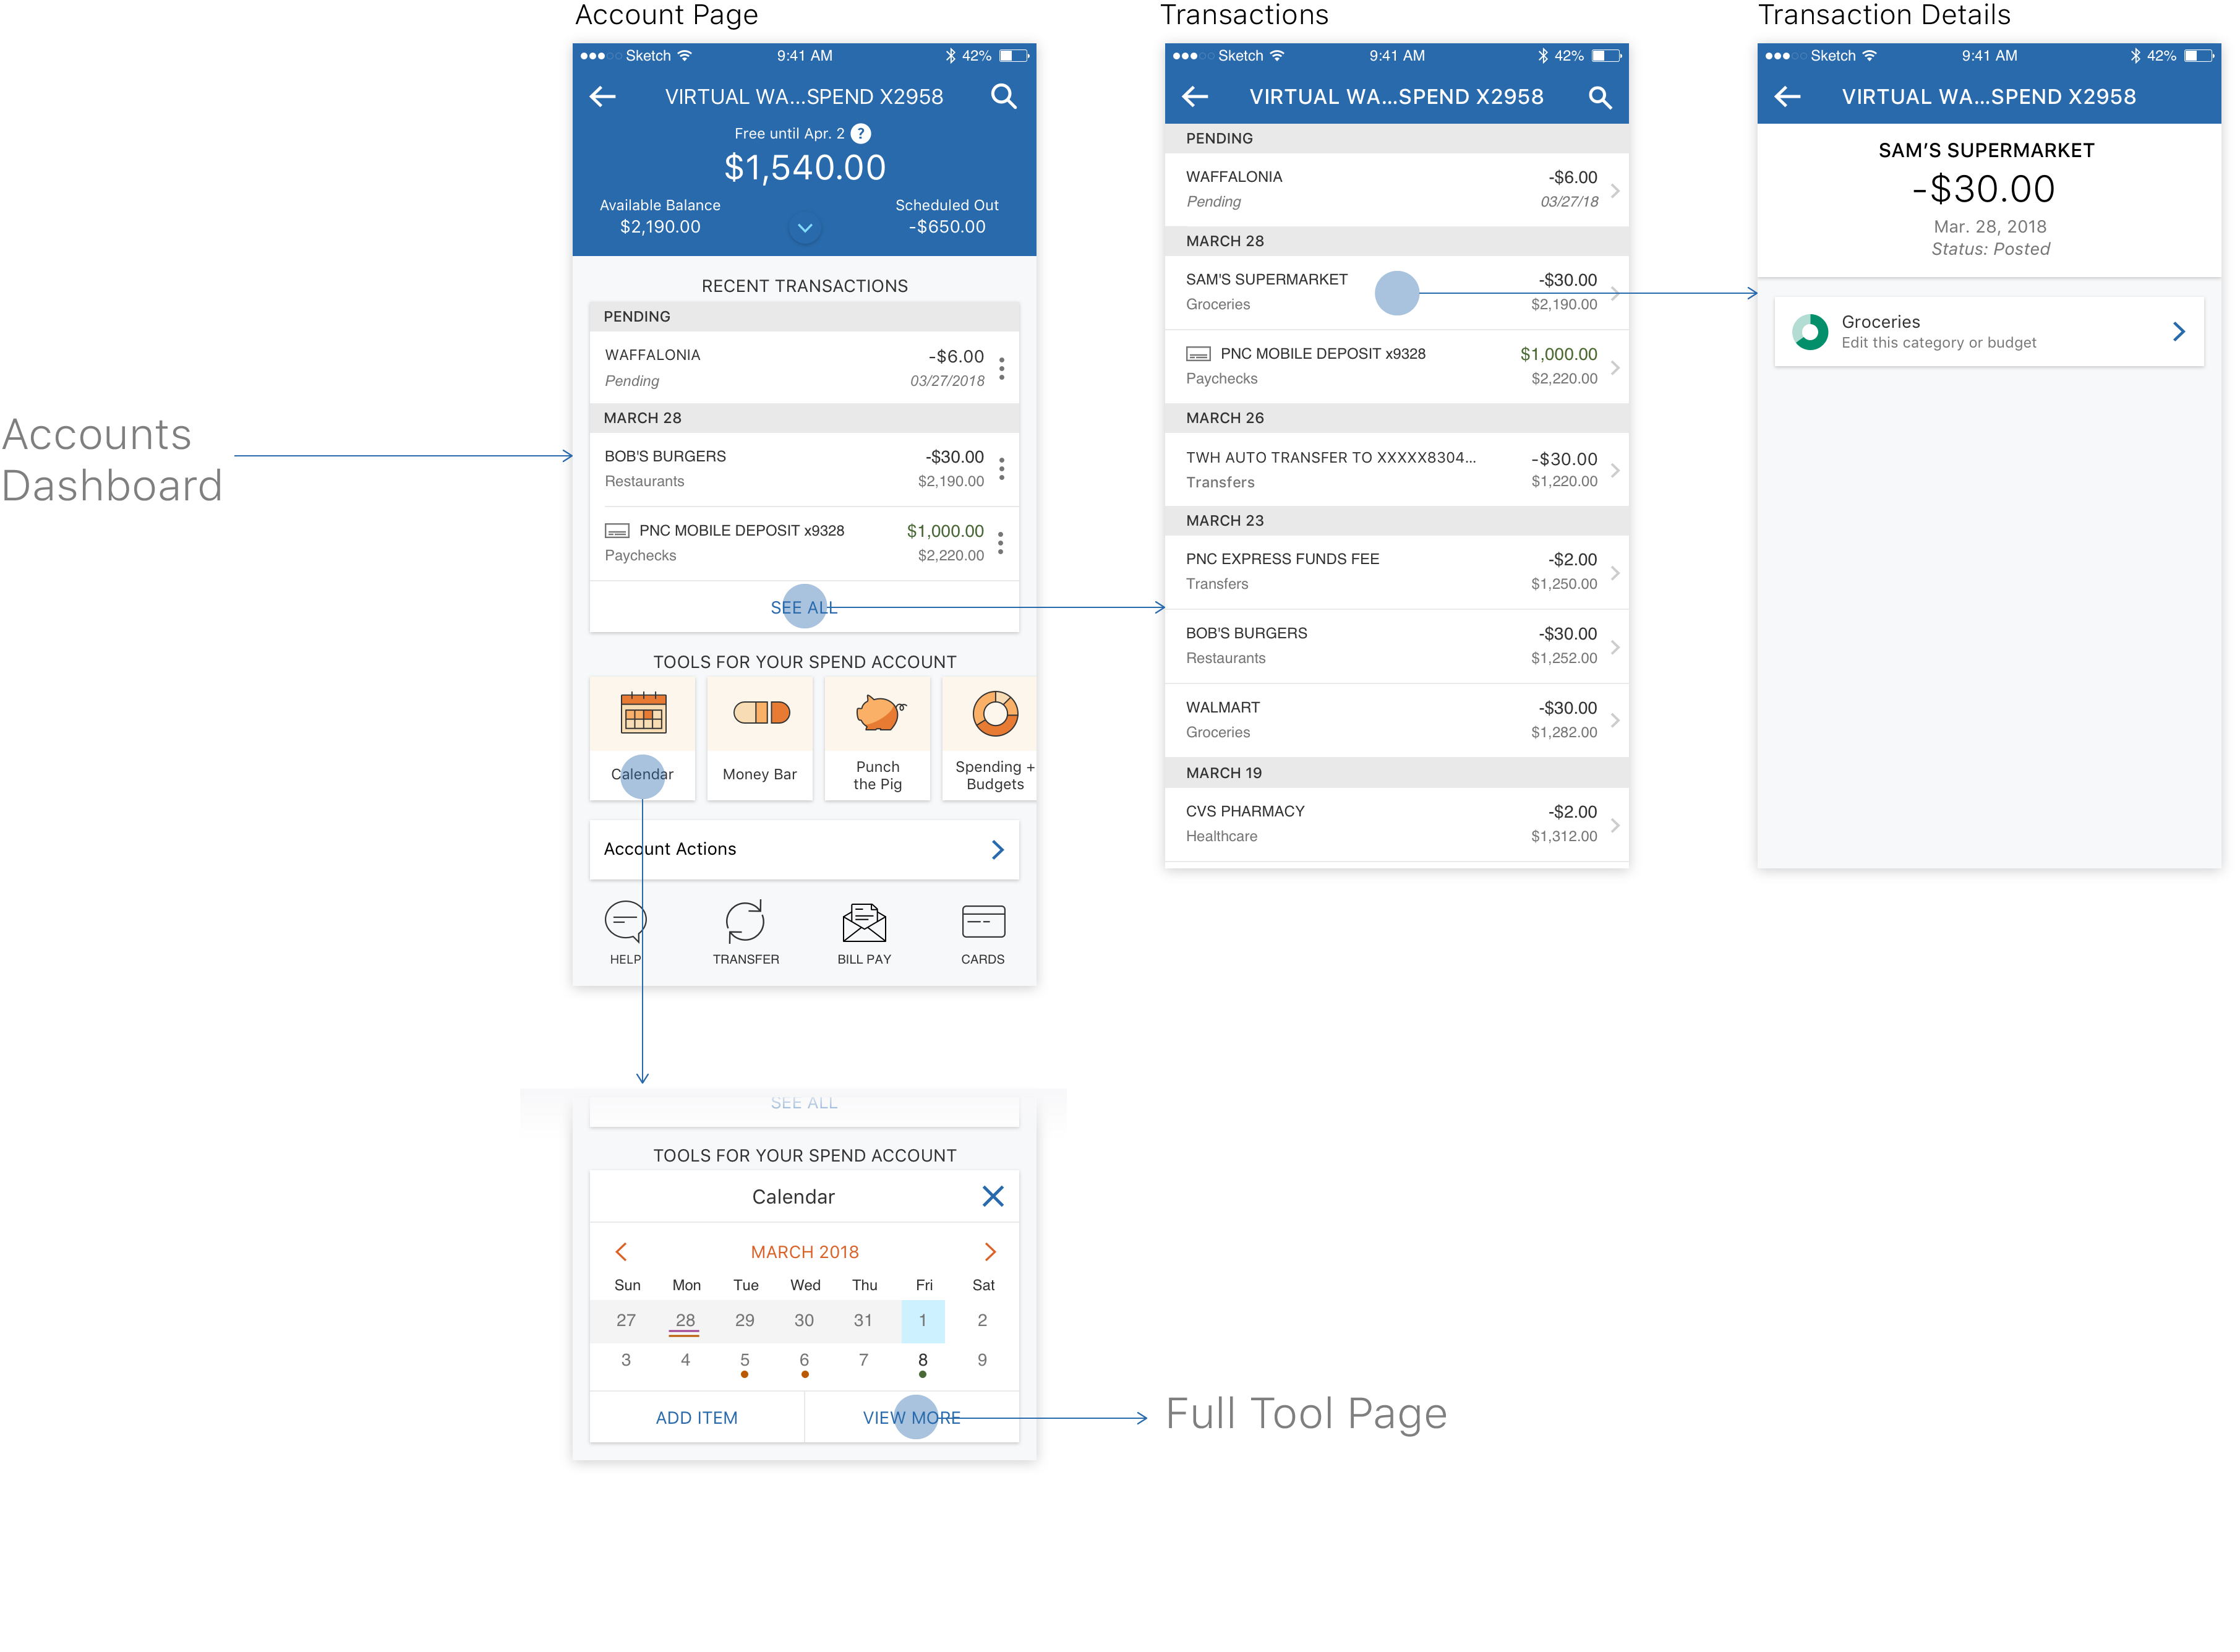 Account Page
Sketch 9:41 AM 42%
VIRTUAL WA...SPEND X2958
Free until Apr. 2 ?
$1,540.00
Available Balance Scheduled Out
$2,190.00 -$650.00
RECENT TRANSACTIONS
PENDING
WAFFALONIA -$6.00
Pending 03/27/2018
MARCH 28
BOB'S BURGERS -$30.00
Restaurants $2,190.00
PNC MOBILE DEPOSIT x9328 $1,000.00
Paychecks $2,220.00
SEE ALL
TOOLS FOR YOUR SPEND ACCOUNT
Calendar
Money Bar
Punch
the Pig
Spending +
Budgets
Account Actions
HELP TRANSFER BILL PAY CARDS
Transactions
Sketch 9:41 AM 42%
VIRTUAL WA...SPEND X2958
PENDING
WAFFALONIA -$6.00
Pending 03/27/18
MARCH 28
SAM'S SUPERMARKET -$30.00
Groceries $2,190.00
PNC MOBILE DEPOSIT x9328 $1,000.00
Paychecks $2,220.00
MARCH 26
TWH AUTO TRANSFER TO XXXXX8304... -$30.00
Transfers $1,220.00
MARCH 23
PNC EXPRESS FUNDS FEE -$2.00
Transfers $1,250.00
BOB'S BURGERS -$30.00
Restaurants $1,252.00
WALMART -$30.00
Groceries $1,282.00
MARCH 19
CVS PHARMACY -$2.00
Healthcare $1,312.00
Transaction Details
Sketch 9:41 AM 42%
VIRTUAL WA...SPEND X2958
SAM’S SUPERMARKET
-$30.00
Mar. 28, 2018
Status: Posted
Groceries
Edit this category or budget
Accounts
Dashboard
SEE ALL
TOOLS FOR YOUR SPEND ACCOUNT
Calendar
MARCH 2018
Sun Mon Tue Wed Thu Fri Sat
27 28 29 30 31 1 2
3 4 5 6 7 8 9
ADD ITEM VIEW MORE
Full Tool Page